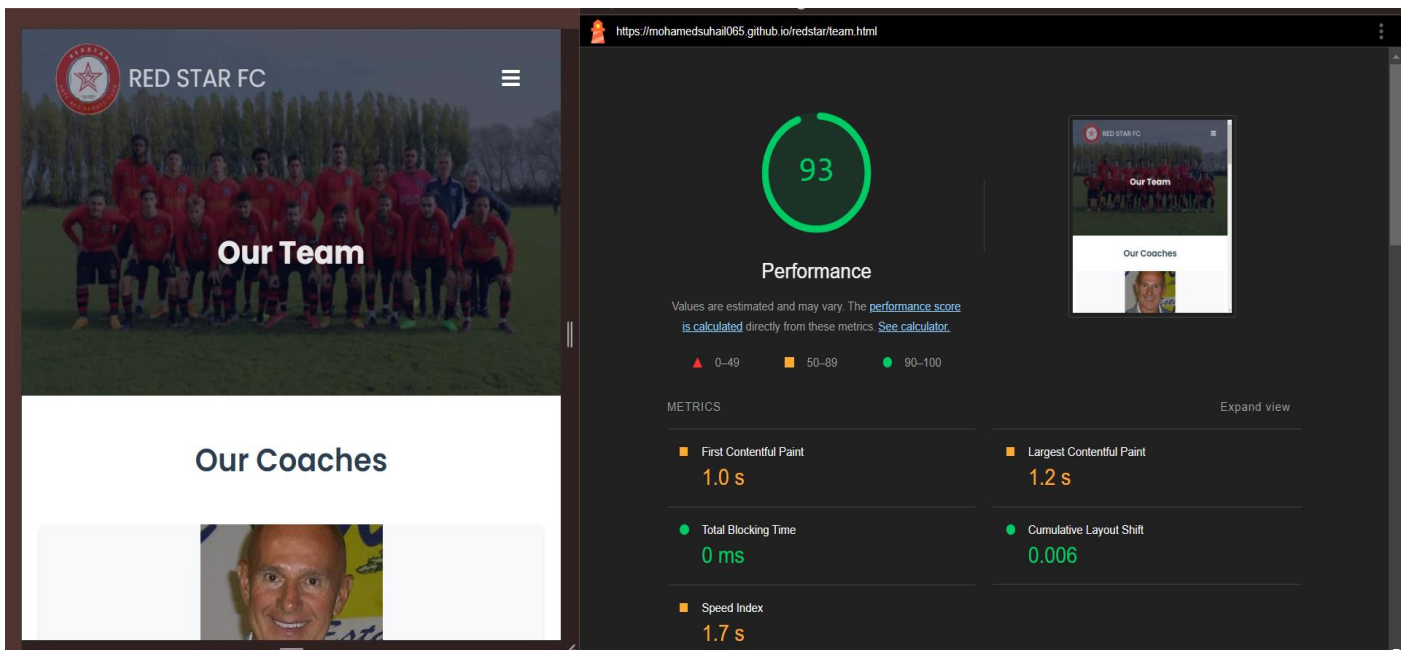 RED STAR FC
Our Team
Our Coaches
https://mohamedsuhail065.github.io/redstar/team.html
93
Performance
Values are estimated and may vary. The performance score
is calculated directly from these metrics. See calculator.
0–49
50–89
90–100
RED STAR FC
Our Team
Our Coaches
METRICS
Expand view
First Contentful Paint
1.0 s
Largest Contentful Paint
1.2 s
Total Blocking Time
0 ms
Cumulative Layout Shift
0.006
Speed Index
1.7 s